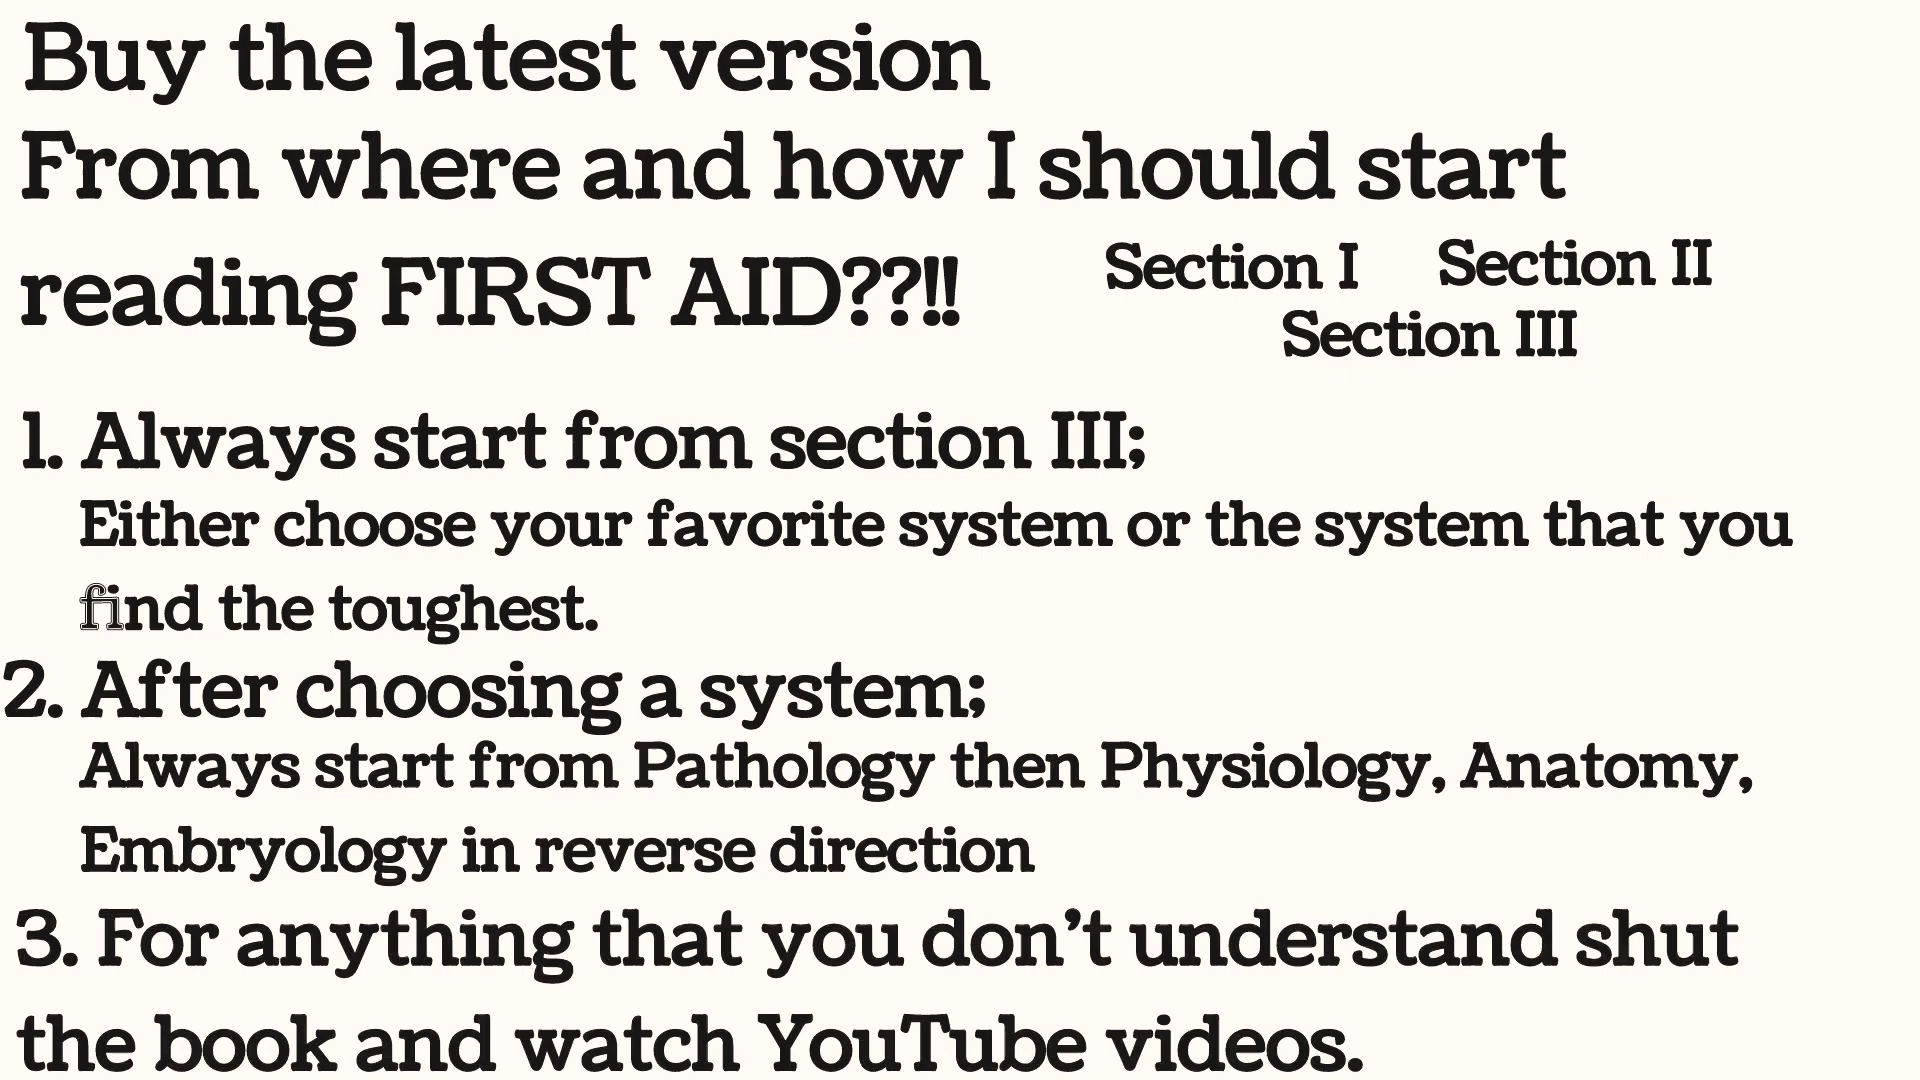 Buy the latest version
From where and how I should start
reading FIRST AID??!!
Section I Section II
Section III
1. Always start from section III;
Either choose your favorite system or the system that you
find the toughest.
2. After choosing a system;
Always start from Pathology then Physiology, Anatomy,
Embryology in reverse direction
3. For anything that you don't understand shut
the book and watch YouTube videos.